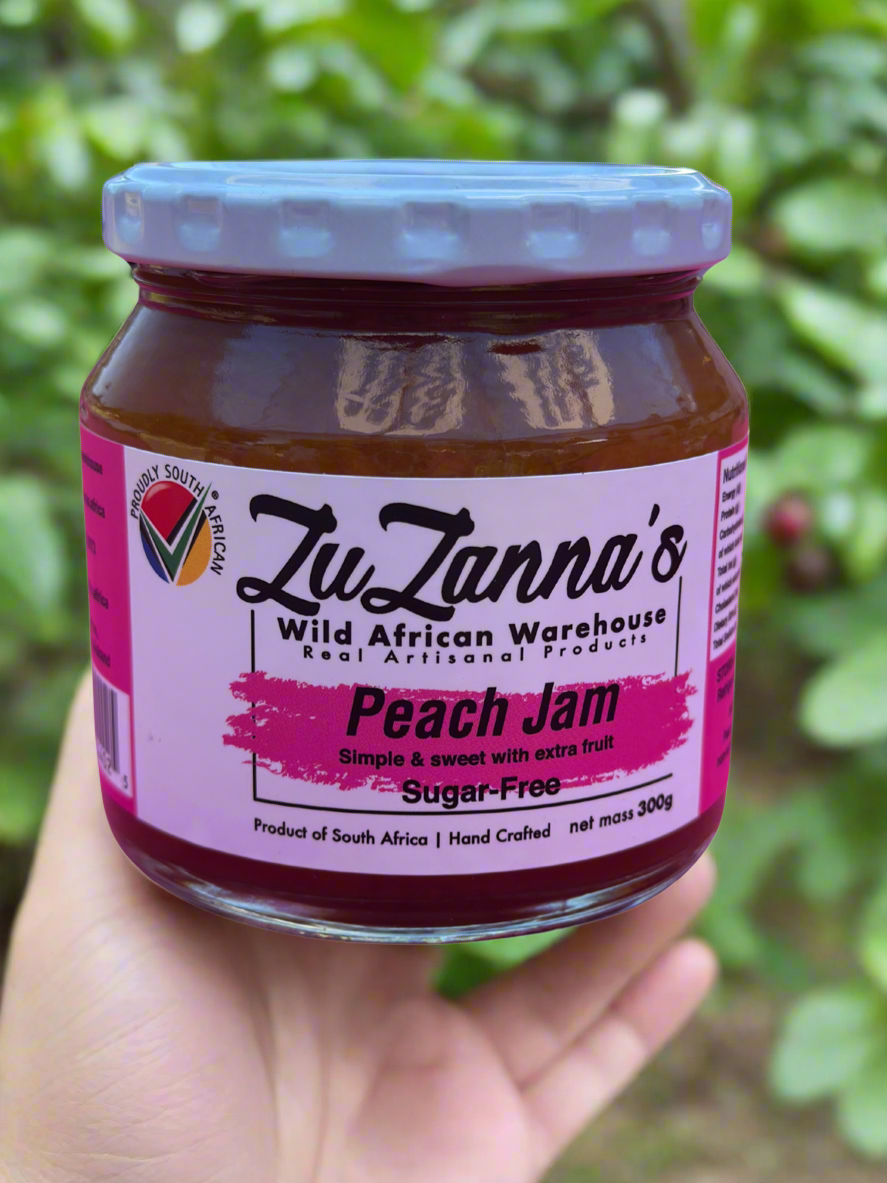 PROUDLY SOUTH AFRICAN ®
ZuZanna's
Wild African Warehouse
Real Artisanal Products
Peach Jam
Simple & sweet with extra fruit
Sugar-Free
Product of South Africa | Hand Crafted net mass 300g